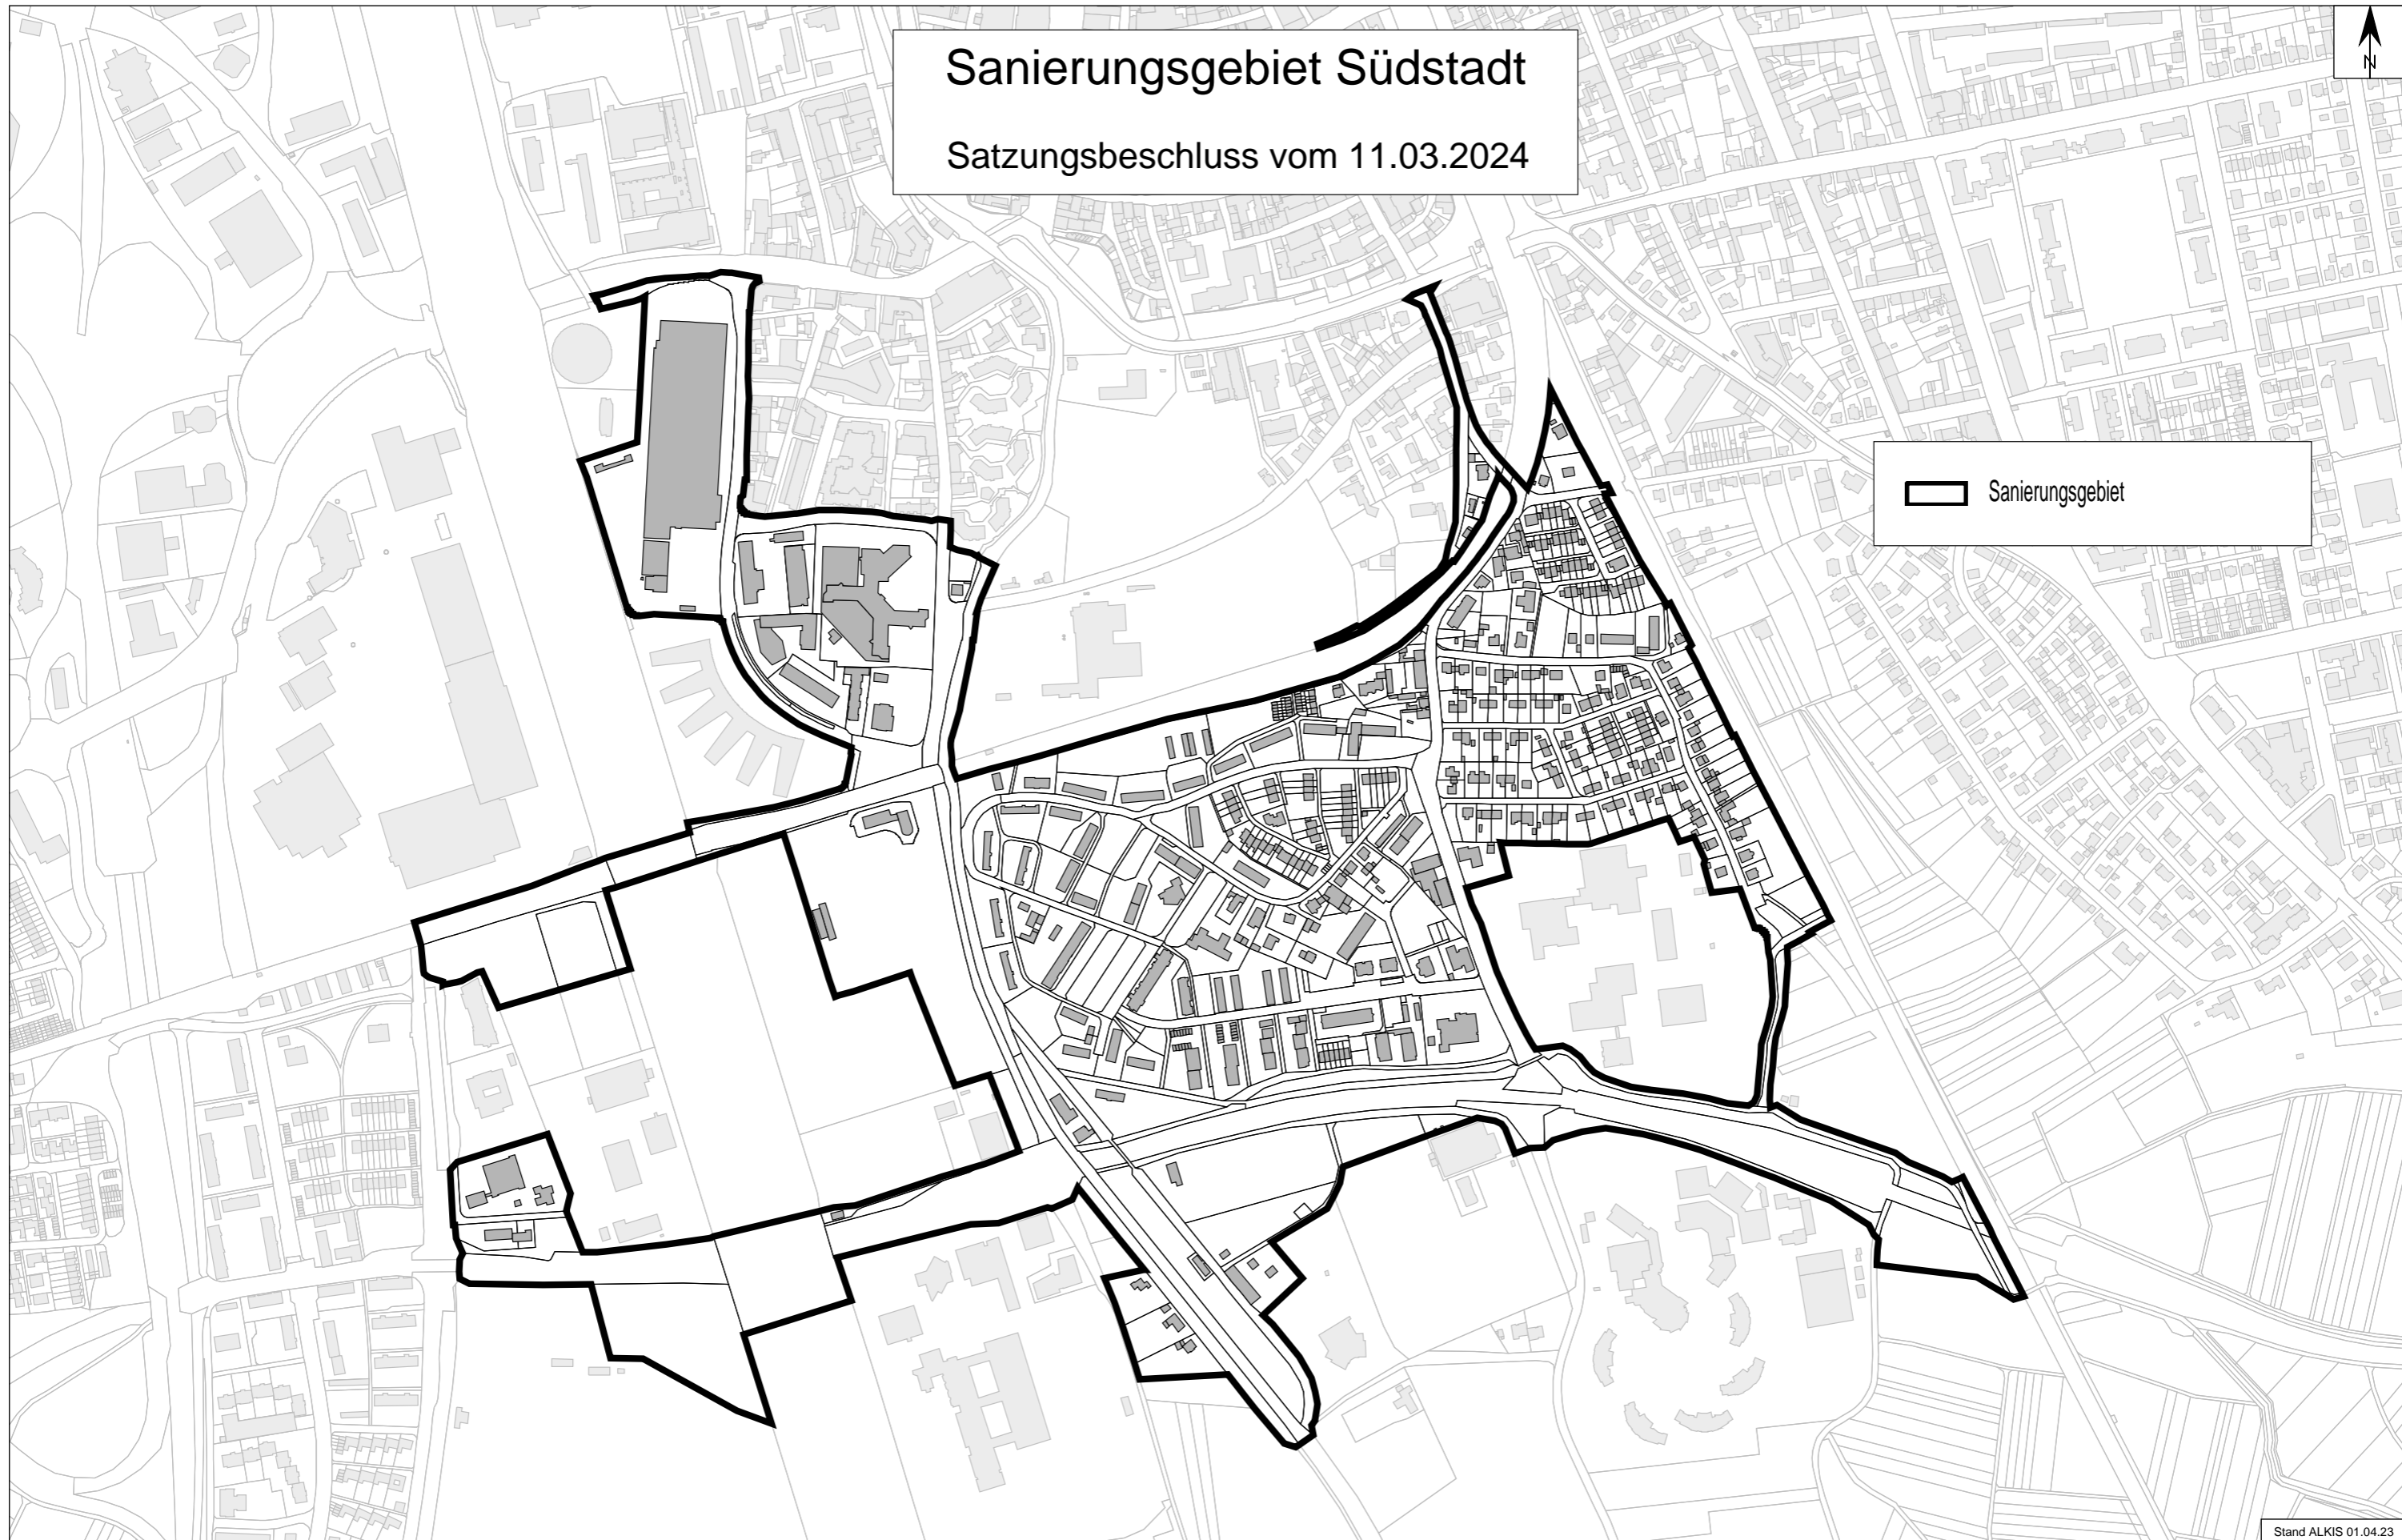 Sanierungsgebiet Südstadt
Satzungsbeschluss vom 11.03.2024
N
Sanierungsgebiet
Stand ALKIS 01.04.23